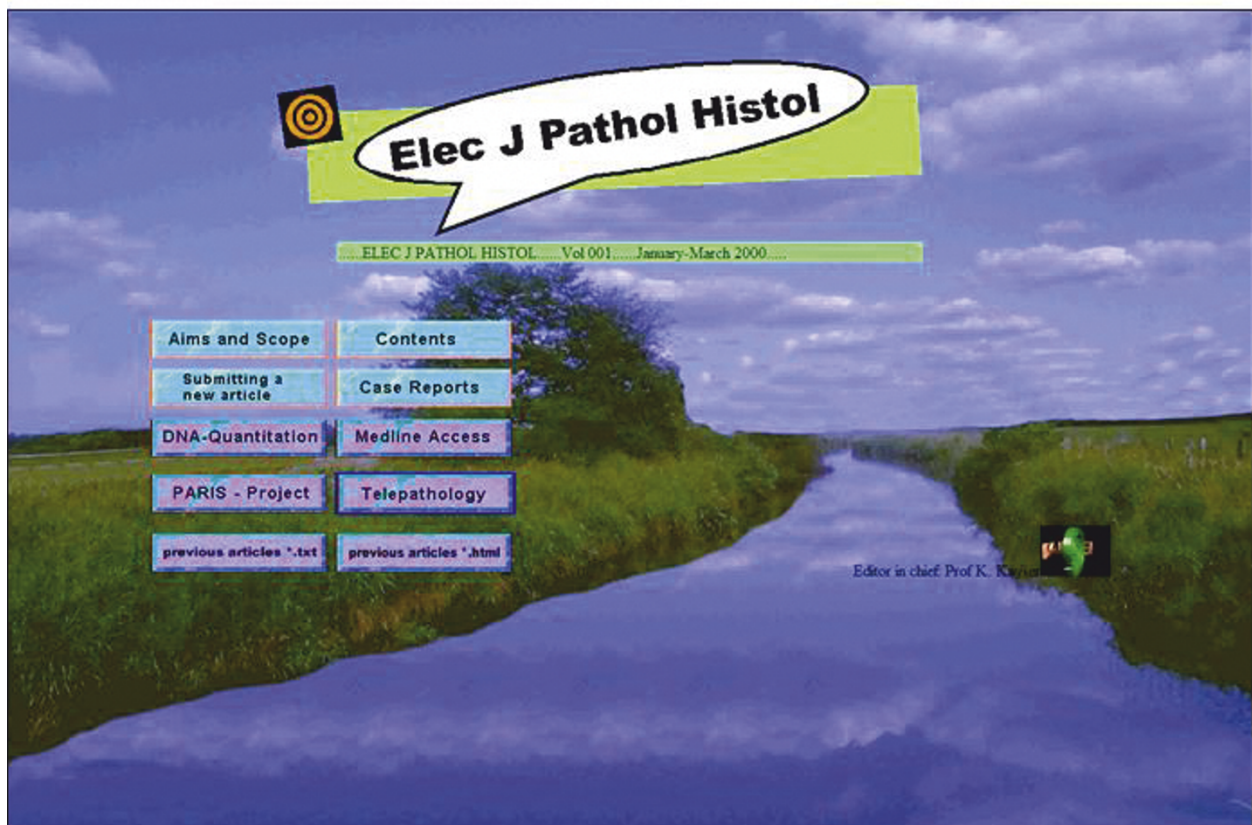 Elec J Pathol Histol
......ELEC J PATHOL HISTOL......Vol 001......January-March 2000.....
Aims and Scope
Contents
Submitting a
new article
Case Reports
DNA-Quantitation
Medline Access
PARIS - Project
Telepathology
previous articles *.txt
previous articles *.html
Editor in chief: Prof K.